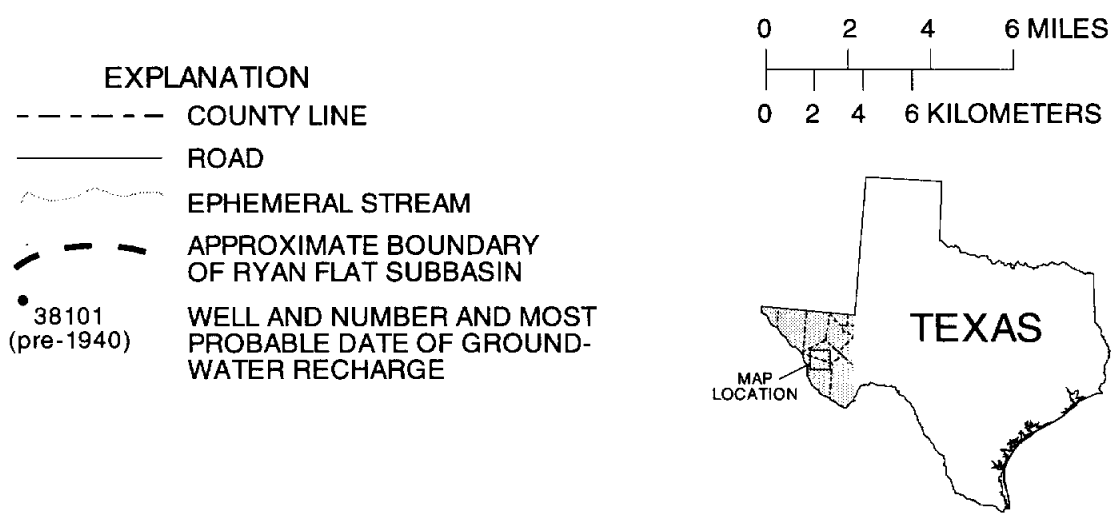 EXPLANATION
COUNTY LINE
ROAD
EPHEMERAL STREAM
APPROXIMATE BOUNDARY
OF RYAN FLAT SUBBASIN
38101
(pre-1940)
WELL AND NUMBER AND MOST
PROBABLE DATE OF GROUND-
WATER RECHARGE
0 2 4 6 MILES
0 2 4 6 KILOMETERS
TEXAS
MAP
LOCATION